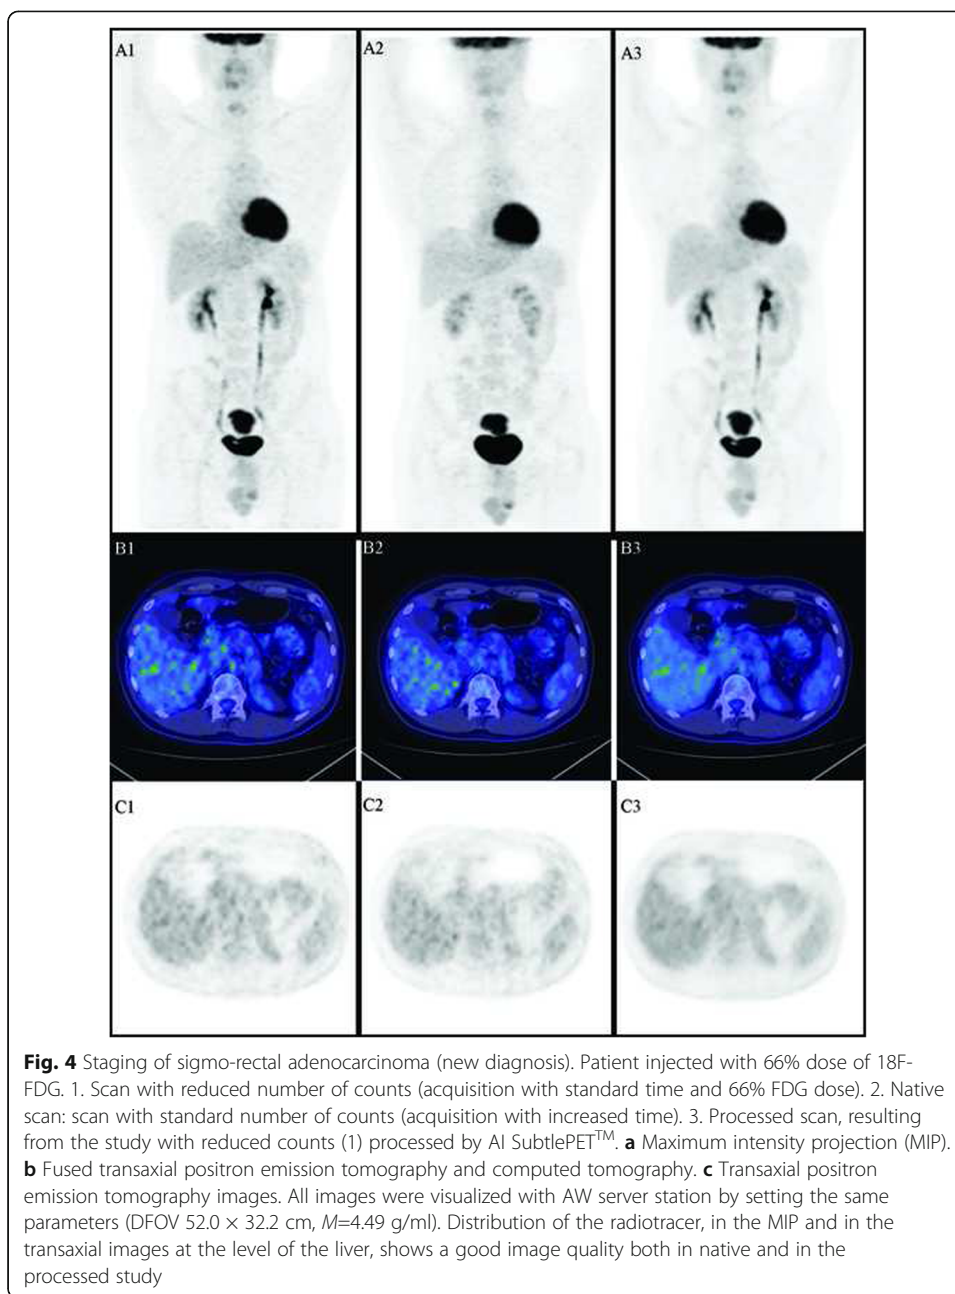 A1 A2 A3
B1 B2 B3
C1 C2 C3
Fig. 4 Staging of sigmo-rectal adenocarcinoma (new diagnosis). Patient injected with 66% dose of 18F-
FDG. 1. Scan with reduced number of counts (acquisition with standard time and 66% FDG dose). 2. Native
scan: scan with standard number of counts (acquisition with increased time). 3. Processed scan, resulting
from the study with reduced counts (1) processed by AI SubtlePET™. a Maximum intensity projection (MIP).
b Fused transaxial positron emission tomography and computed tomography. c Transaxial positron
emission tomography images. All images were visualized with AW server station by setting the same
parameters (DFOV 52.0 × 32.2 cm, M=4.49 g/ml). Distribution of the radiotracer, in the MIP and in the
transaxial images at the level of the liver, shows a good image quality both in native and in the
processed study